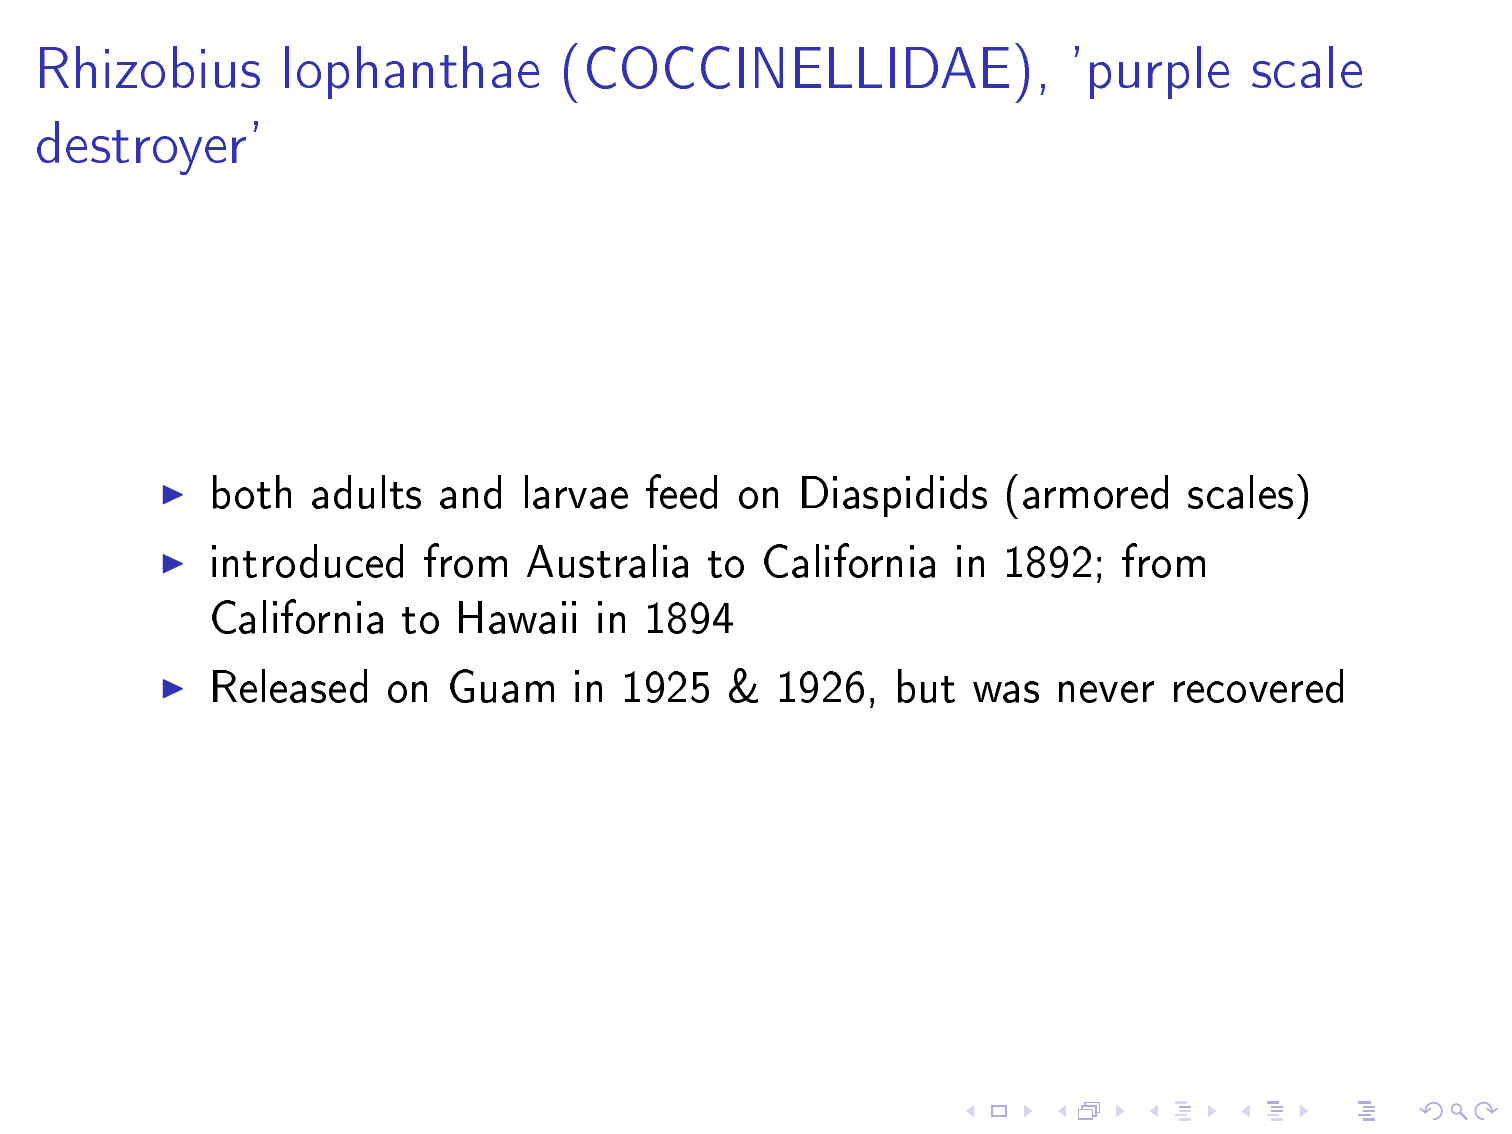 Rhizobius lophanthae (COCCINELLIDAE), 'purple scale
destroyer'
both adults and larvae feed on Diaspidids (armored scales)
introduced from Australia to California in 1892; from
California to Hawaii in 1894
Released on Guam in 1925 & 1926, but was never recovered